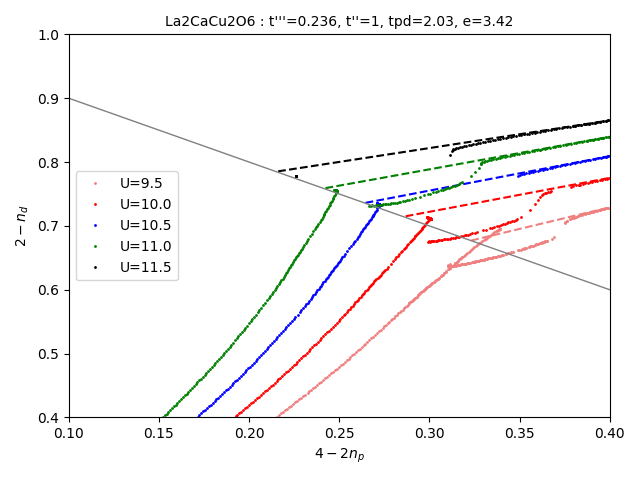 La2CaCu2O6 : t'''=0.236, t''=1, tpd=2.03, e=3.42
1.0
0.9
0.8
0.7
0.6
0.5
0.4
2 − n_d
U=9.5
U=10.0
U=10.5
U=11.0
U=11.5
0.10 0.15 0.20 0.25 0.30 0.35 0.40
4 − 2n_p